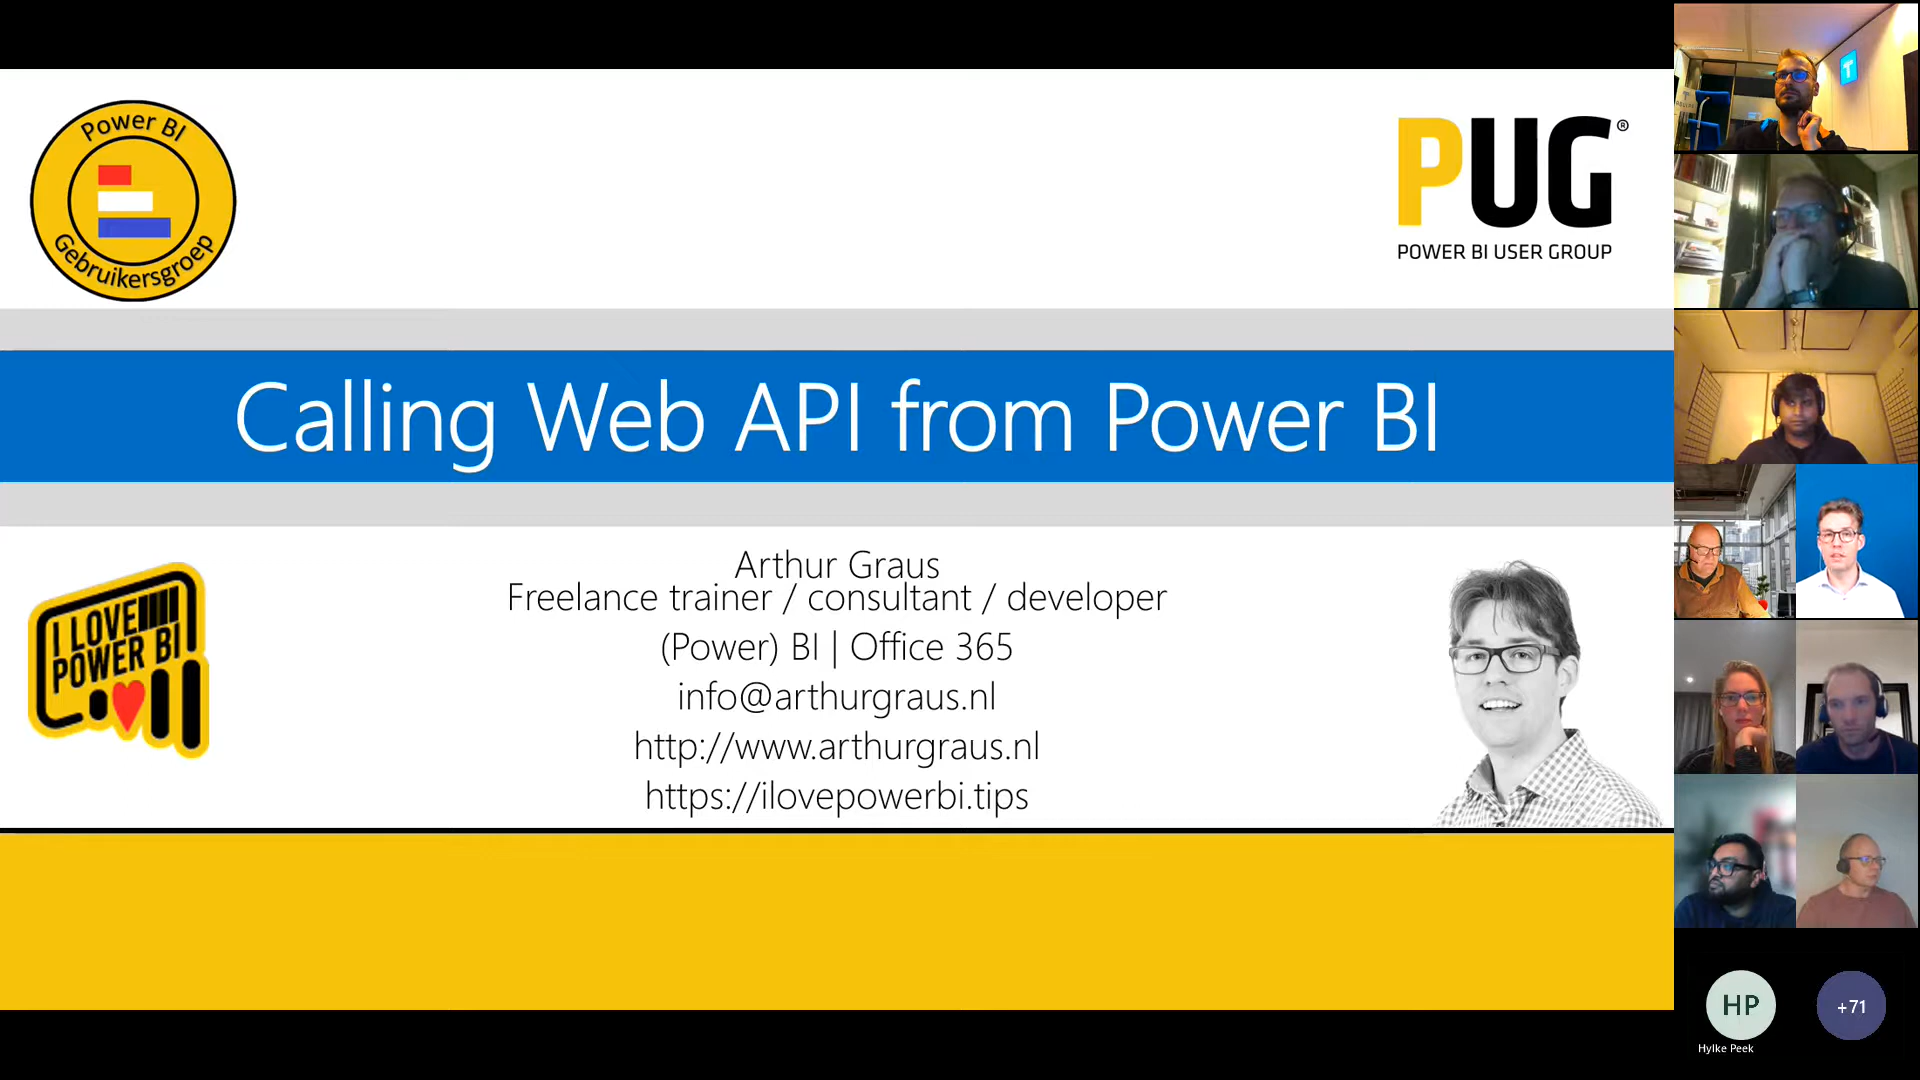 Power BI
Gebruikersgroep
PUG®
POWER BI USER GROUP
Calling Web API from Power BI
I LOVE
POWER BI
Arthur Graus
Freelance trainer / consultant / developer
(Power) BI | Office 365
info@arthurgraus.nl
http://www.arthurgraus.nl
https://ilovepowerbi.tips
T
HP
Hylke Peek
+71